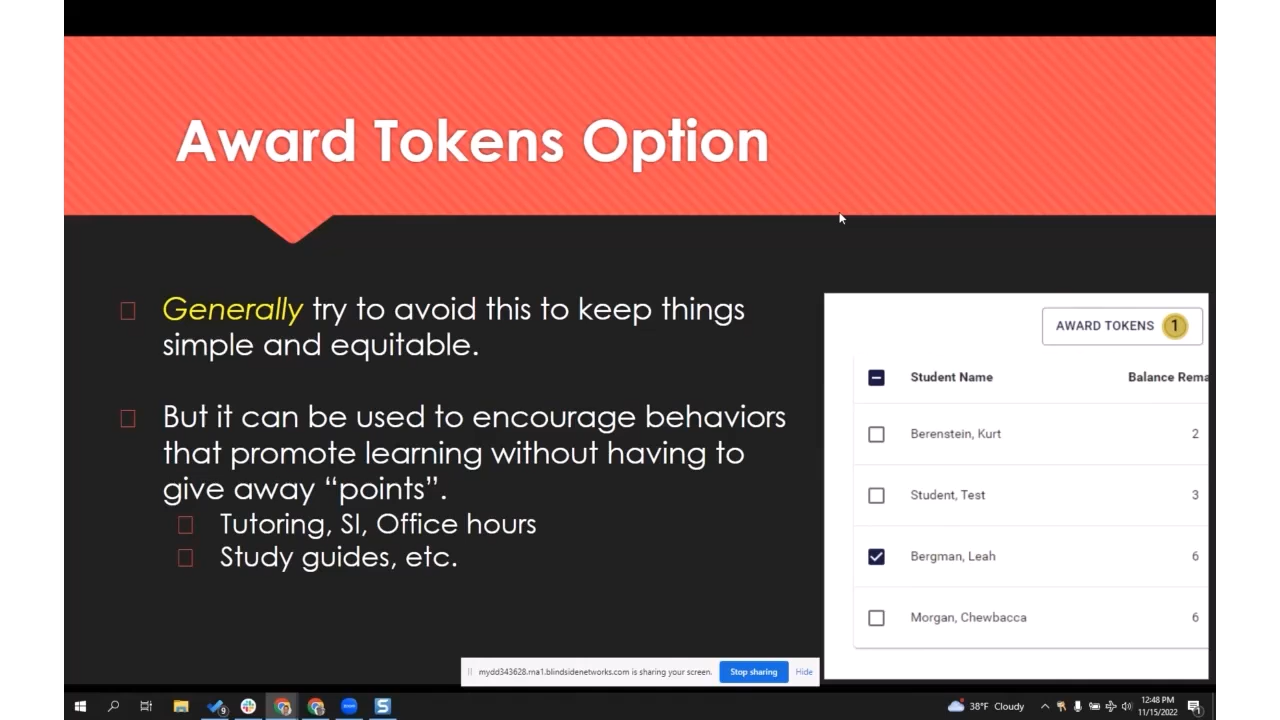 Award Tokens Option
Generally try to avoid this to keep things
simple and equitable.
But it can be used to encourage behaviors
that promote learning without having to
give away “points”.
Tutoring, SI, Office hours
Study guides, etc.
AWARD TOKENS 1
Student Name Balance Rema
Berenstein, Kurt 2
Student, Test 3
Bergman, Leah 6
Morgan, Chewbacca 6
mydd343628.rna1.blindsidenetworks.com is sharing your screen. Stop sharing Hide
9 S 38°F Cloudy 12:48 PM
11/15/2022 1